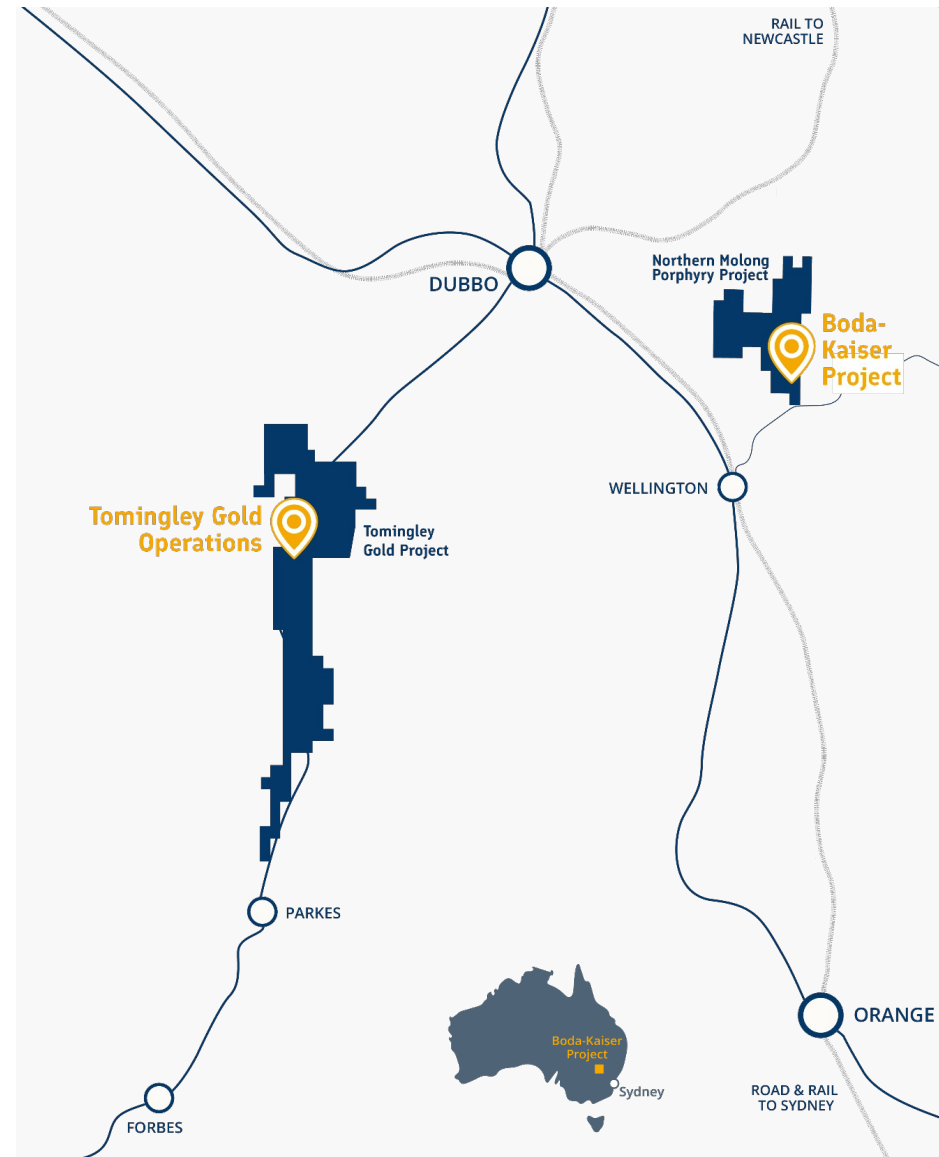 RAIL TO
NEWCASTLE
Northern Molong
Porphyry Project
DUBBO
Boda-
Kaiser
Project
WELLINGTON
Tomingley Gold
Operations
Tomingley
Gold Project
PARKES
ORANGE
Boda-Kaiser
Project
Sydney
ROAD & RAIL
TO SYDNEY
FORBES